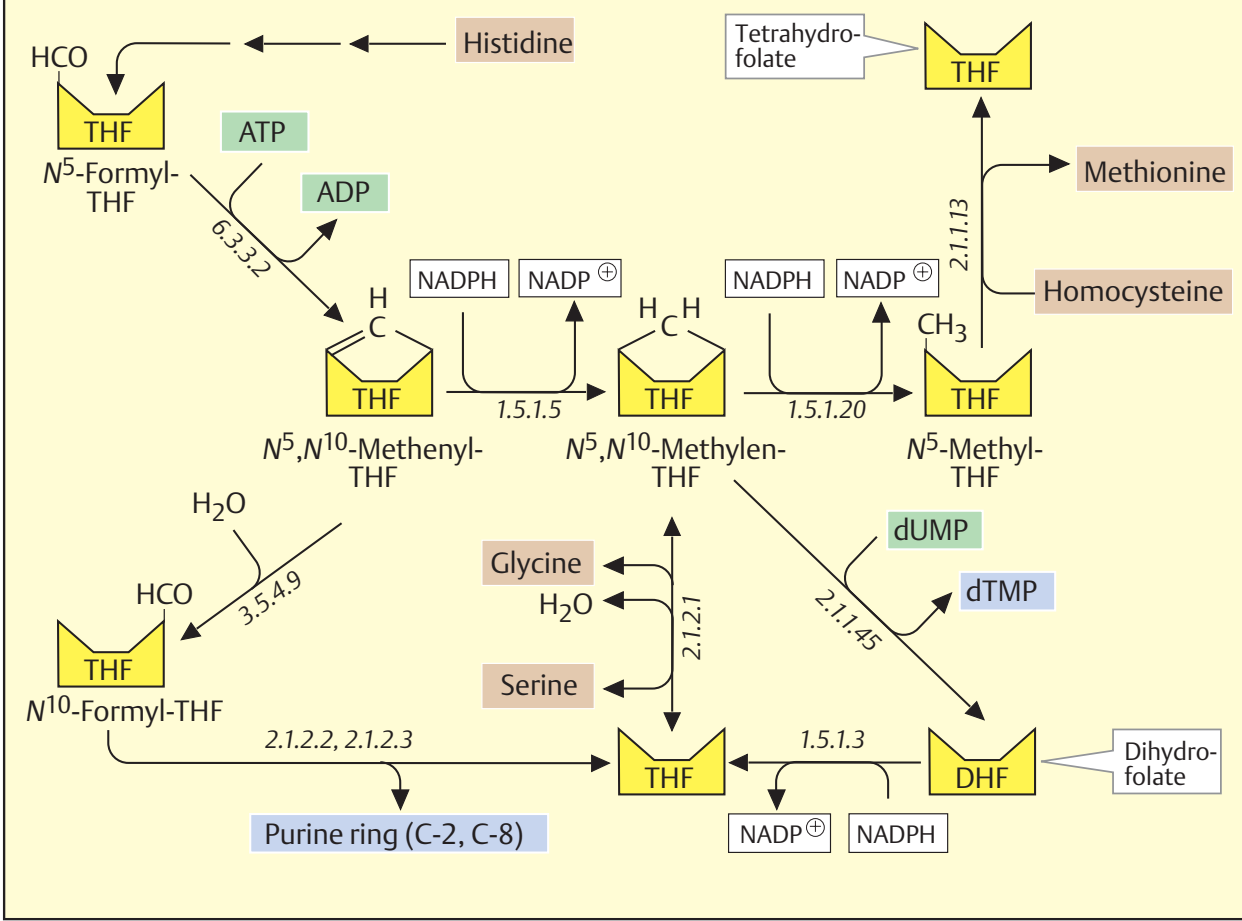 Histidine
HCO
THF
N⁵-Formyl-
THF
ATP
ADP
6.3.3.2
Tetrahydro-
folate
THF
Methionine
2.1.1.13
Homocysteine
NADPH
NADP⊕
NADPH
NADP⊕
H
C
THF
1.5.1.5
H H
C
THF
1.5.1.20
CH₃
THF
N⁵,N¹⁰-Methenyl-
THF
N⁵,N¹⁰-Methylen-
THF
N⁵-Methyl-
THF
H₂O
3.5.4.9
HCO
THF
N¹⁰-Formyl-THF
Glycine
H₂O
Serine
2.1.2.1
dUMP
dTMP
2.1.1.45
2.1.2.2, 2.1.2.3
THF
1.5.1.3
DHF
Dihydro-
folate
Purine ring (C-2, C-8)
NADP⊕
NADPH